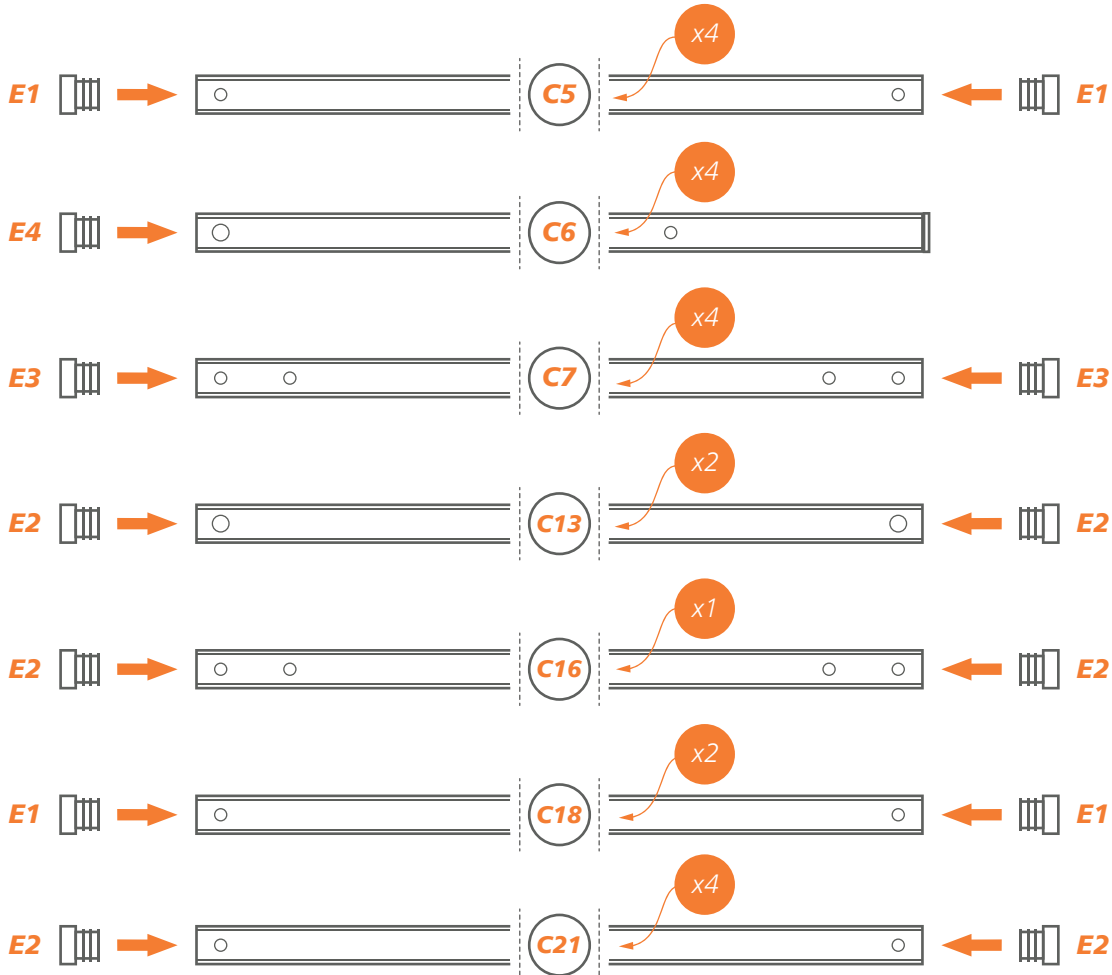 x4
E1 C5 E1
x4
E4 C6
x4
E3 C7 E3
x2
E2 C13 E2
x1
E2 C16 E2
x2
E1 C18 E1
x4
E2 C21 E2